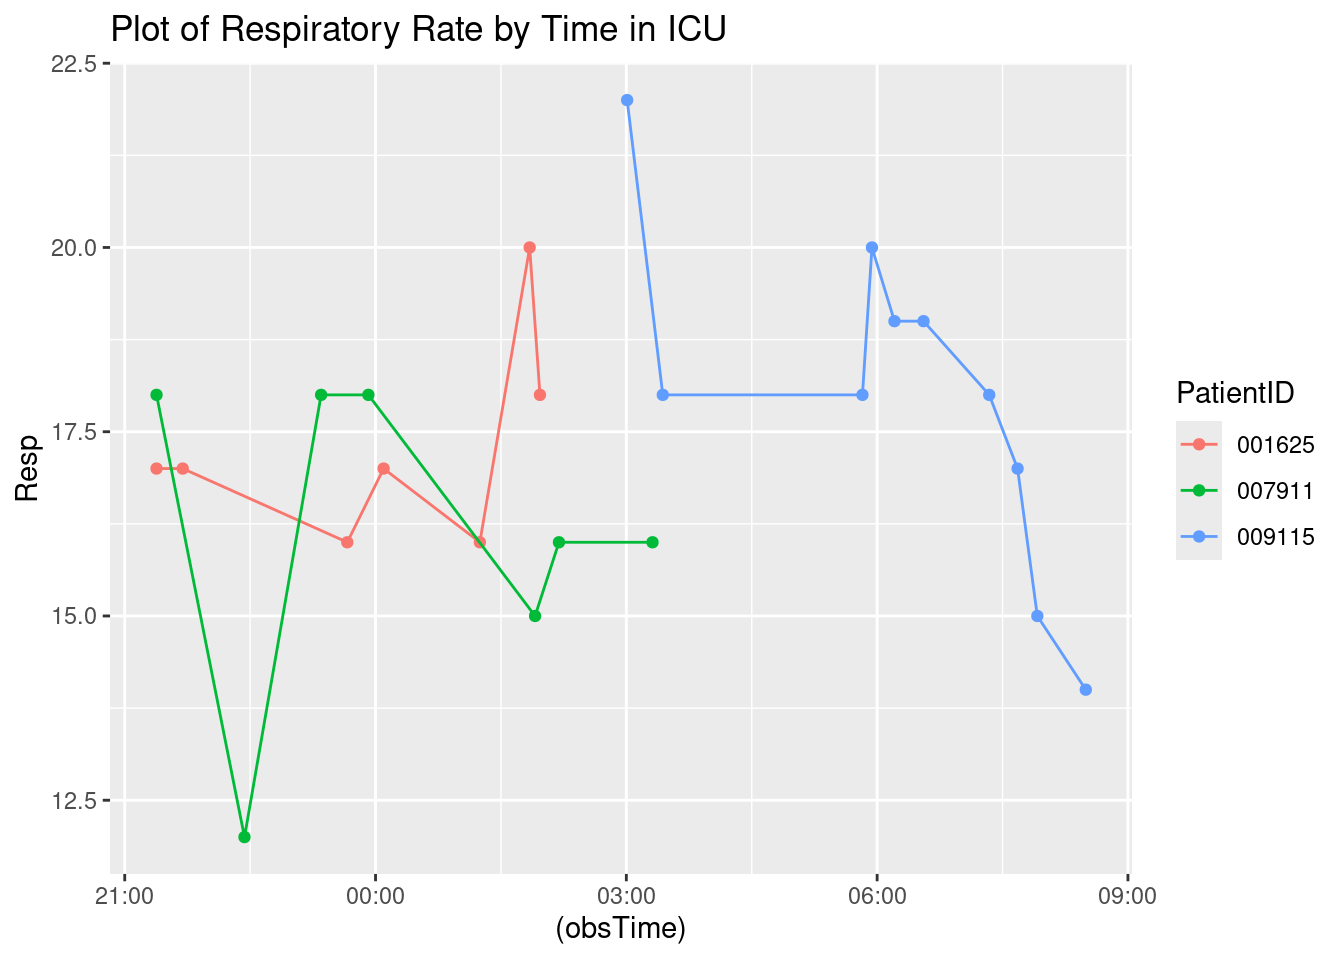 Plot of Respiratory Rate by Time in ICU
22.5
20.0
17.5
15.0
12.5
Resp
21:00 00:00 03:00 06:00 09:00
(obsTime)
PatientID
001625
007911
009115